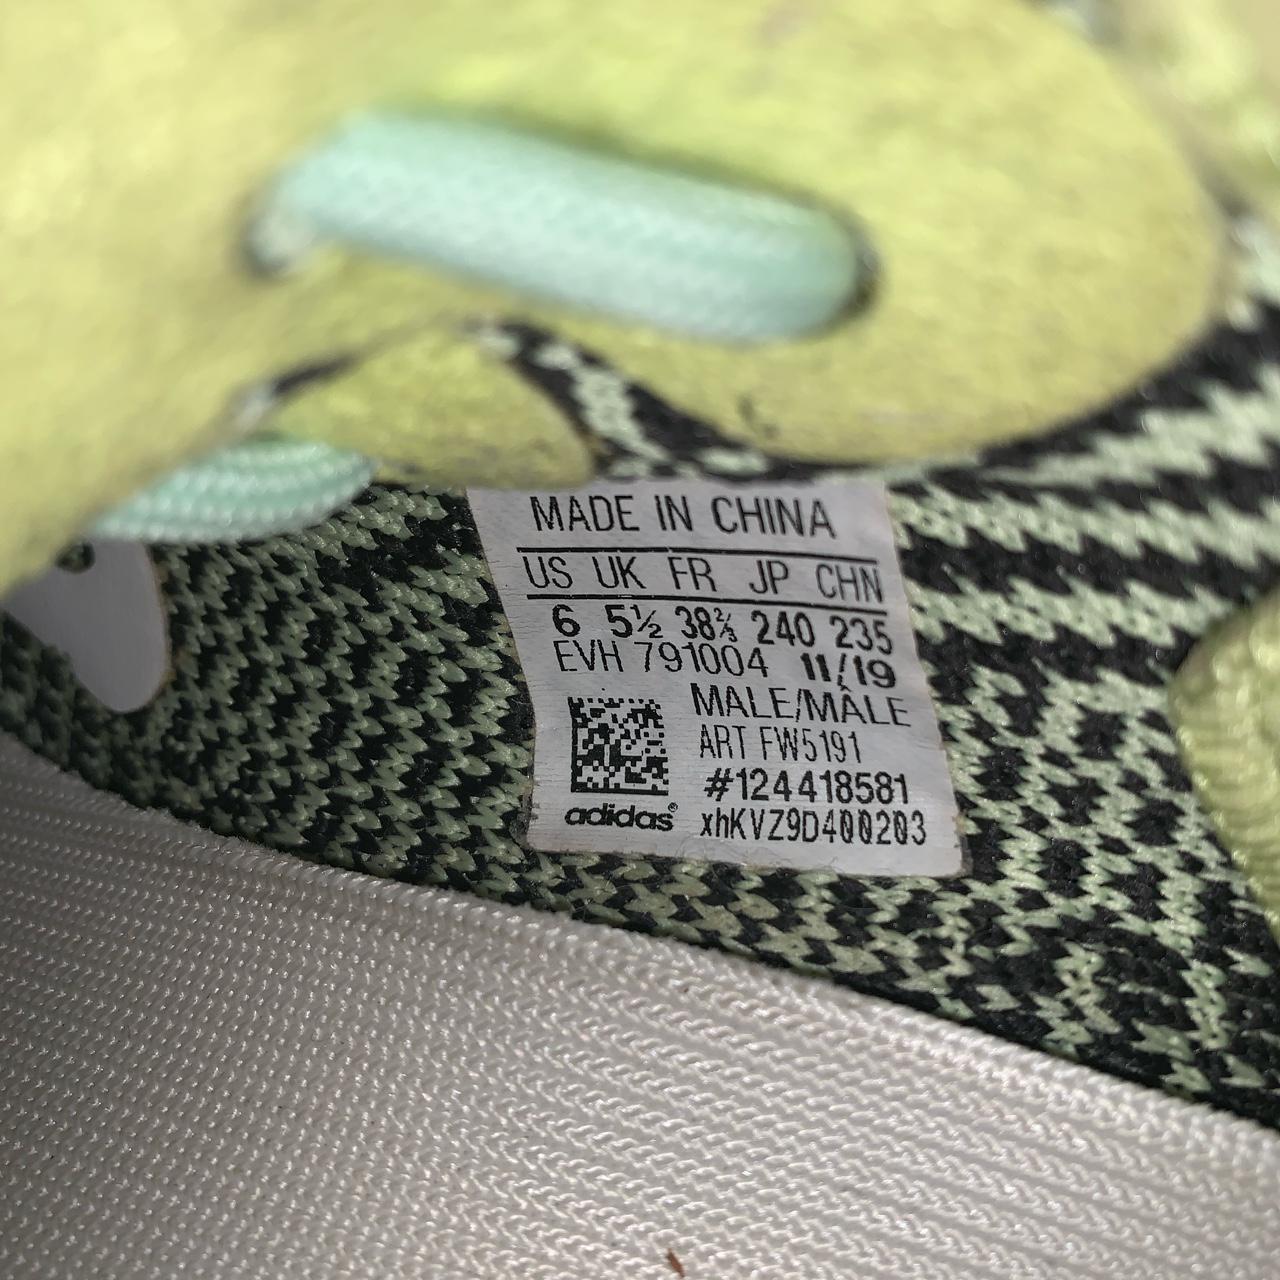 MADE IN CHINA
US UK FR JP CHN
6 5½ 38⅔ 240 235
EVH 791004 11/19
MALE/MÂLE
ART FW5191
#124418581
adidas® xhKVZ9D400203